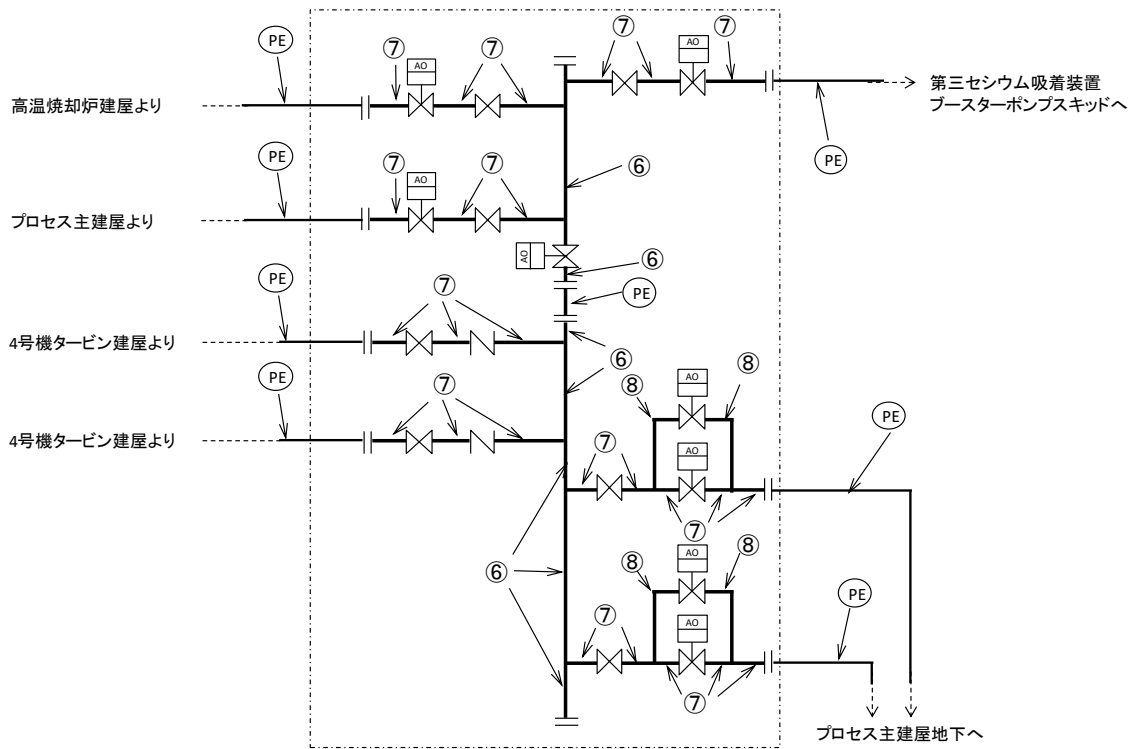 PE
⑦
AO
⑦
高温焼却炉建屋より
⑦
AO
⑦
第三セシウム吸着装置
ブースターポンプスキッドへ
PE
PE
⑦
AO
⑦
プロセス主建屋より
⑥
AO
⑥
PE
PE
⑦
4号機タービン建屋より
⑥
PE
⑦
4号機タービン建屋より
⑧
AO
⑧
PE
⑦
AO
⑦
⑥
⑧
AO
⑧
PE
⑦
AO
⑦
プロセス主建屋地下へ